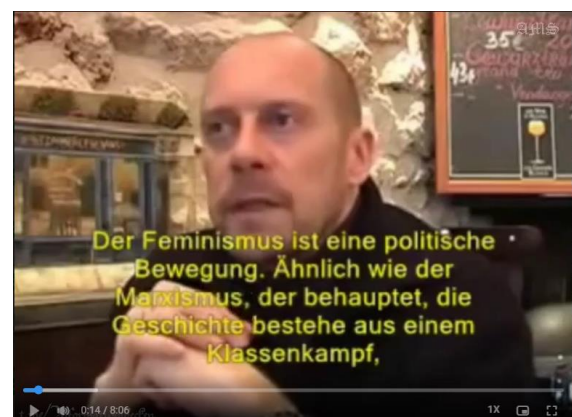 35€
43€
Der Feminismus ist eine politische
Bewegung. Ähnlich wie der
Marxismus, der behauptet, die
Geschichte bestehe aus einem
Klassenkampf,
0:14 / 8:06
1X